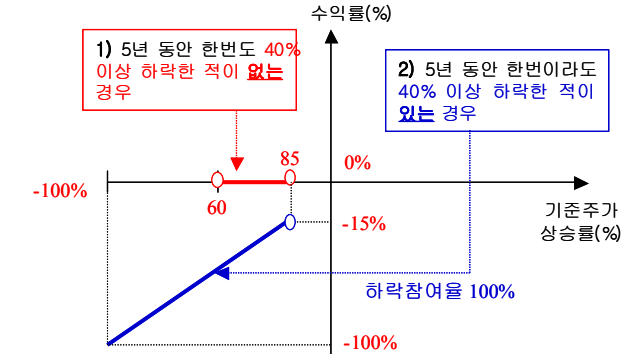 수익률(%)
1) 5년 동안 한번도 40%
이상 하락한 적이 없는
경우
2) 5년 동안 한번이라도
40% 이상 하락한 적이
있는 경우
85
0%
-100%
60
기준주가
상승률(%)
-15%
하락참여율 100%
-100%